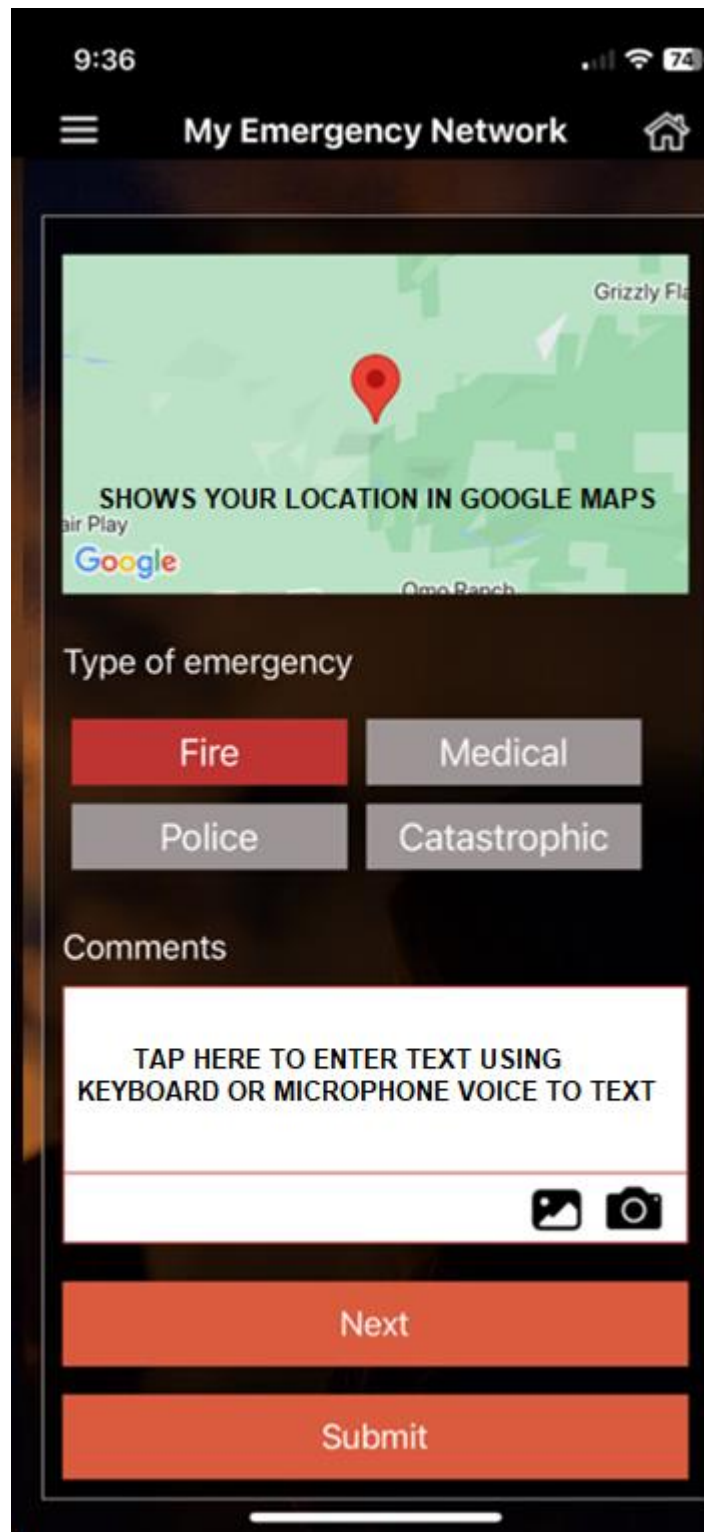 9:36
74
My Emergency Network
Grizzly Fla
SHOWS YOUR LOCATION IN GOOGLE MAPS
air Play
Google
Omo Ranch
Type of emergency
Fire
Medical
Police
Catastrophic
Comments
TAP HERE TO ENTER TEXT USING
KEYBOARD OR MICROPHONE VOICE TO TEXT
Next
Submit